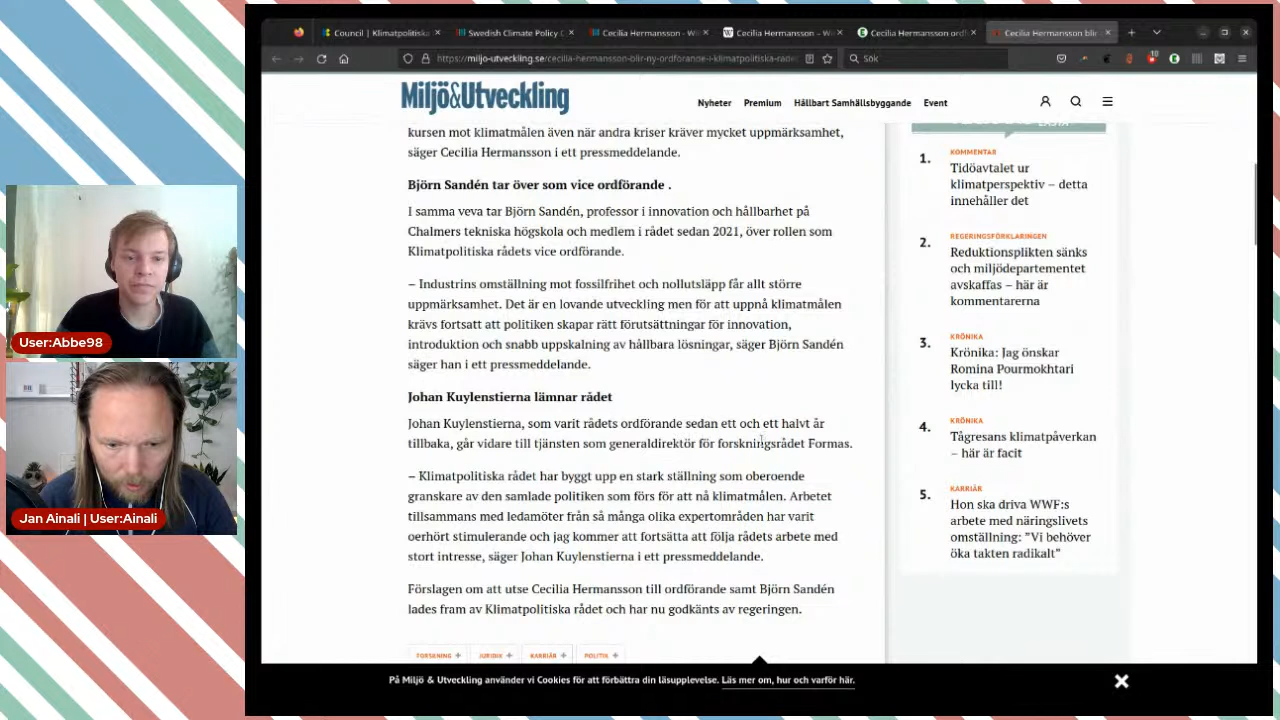 Council | Klimatpolitiska
Swedish Climate Policy C
Cecilia Hermansson - Wi
Cecilia Hermansson – Wi
Cecilia Hermansson ordf
Cecilia Hermansson blir
https://miljo-utveckling.se/cecilia-hermansson-blir-ny-ordforande-i-klimatpolitiska-radet
Sök
10
Miljö&Utveckling
Nyheter
Premium
Hållbart Samhällsbyggande
Event
kursen mot klimatmålen även när andra kriser kräver mycket uppmärksamhet,
säger Cecilia Hermansson i ett pressmeddelande.
Björn Sandén tar över som vice ordförande .
I samma veva tar Björn Sandén, professor i innovation och hållbarhet på
Chalmers tekniska högskola och medlem i rådet sedan 2021, över rollen som
Klimatpolitiska rådets vice ordförande.
– Industrins omställning mot fossilfrihet och nollutsläpp får allt större
uppmärksamhet. Det är en lovande utveckling men för att uppnå klimatmålen
krävs fortsatt att politiken skapar rätt förutsättningar för innovation,
introduktion och snabb uppskalning av hållbara lösningar, säger Björn Sandén
säger han i ett pressmeddelande.
Johan Kuylenstierna lämnar rådet
Johan Kuylenstierna, som varit rådets ordförande sedan ett och ett halvt år
tillbaka, går vidare till tjänsten som generaldirektör för forskningsrådet Formas.
– Klimatpolitiska rådet har byggt upp en stark ställning som oberoende
granskare av den samlade politiken som förs för att nå klimatmålen. Arbetet
tillsammans med ledamöter från så många olika expertområden har varit
oerhört stimulerande och jag kommer att fortsätta att följa rådets arbete med
stort intresse, säger Johan Kuylenstierna i ett pressmeddelande.
Förslagen om att utse Cecilia Hermansson till ordförande samt Björn Sandén
lades fram av Klimatpolitiska rådet och har nu godkänts av regeringen.
FORSKNING +
JURIDIK +
KARRIÄR +
POLITIK +
1.
KOMMENTAR
Tidöavtalet ur
klimatperspektiv – detta
innehåller det
2.
REGERINGSFÖRKLARINGEN
Reduktionsplikten sänks
och miljödepartementet
avskaffas – här är
kommentarerna
3.
KRÖNIKA
Krönika: Jag önskar
Romina Pourmokhtari
lycka till!
4.
KRÖNIKA
Tågresans klimatpåverkan
– här är facit
5.
KARRIÄR
Hon ska driva WWF:s
arbete med näringslivets
omställning: ”Vi behöver
öka takten radikalt”
På Miljö & Utveckling använder vi Cookies för att förbättra din läsupplevelse. Läs mer om, hur och varför här.
User:Abbe98
Jan Ainali | User:Ainali